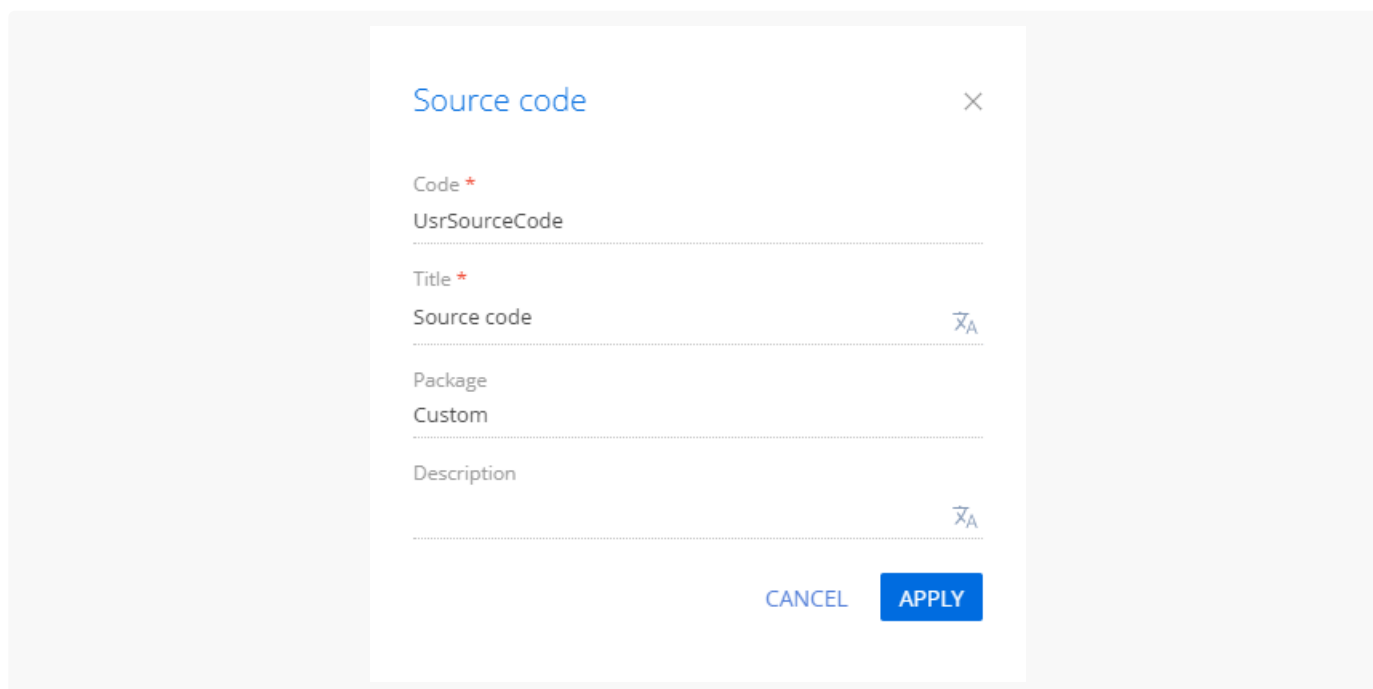 Source code
Code *
UsrSourceCode
Title *
Source code
Package
Custom
Description
CANCEL APPLY